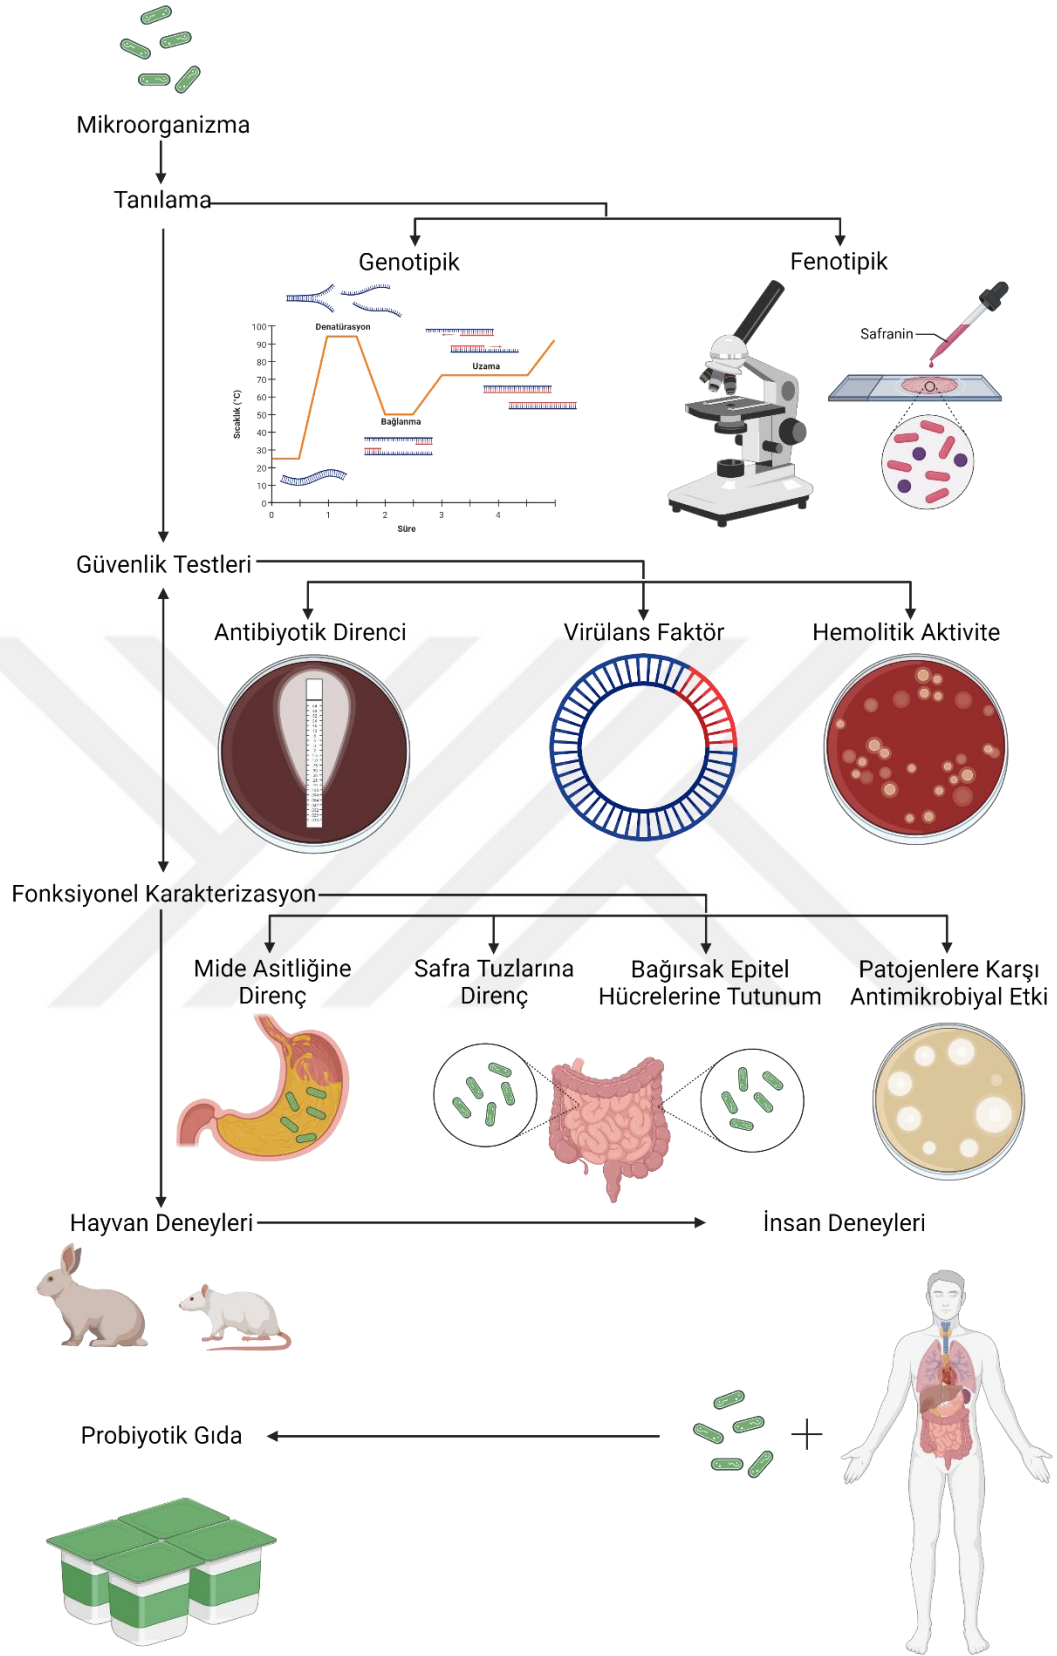 Mikroorganizma
Tanılama
Genotipik
Fenotipik
Denatürasyon
Uzama
Bağlanma
Sıcaklık (°C)
100
90
80
70
60
50
40
30
20
10
0
0 1 2 3 4
Süre
Safranin
Güvenlik Testleri
Antibiyotik Direnci
Virülans Faktör
Hemolitik Aktivite
Fonksiyonel Karakterizasyon
Mide Asitliğine
Direnç
Safra Tuzlarına
Direnç
Bağırsak Epitel
Hücrelerine Tutunum
Patojenlere Karşı
Antimikrobiyal Etki
Hayvan Deneyleri
İnsan Deneyleri
Probiyotik Gıda